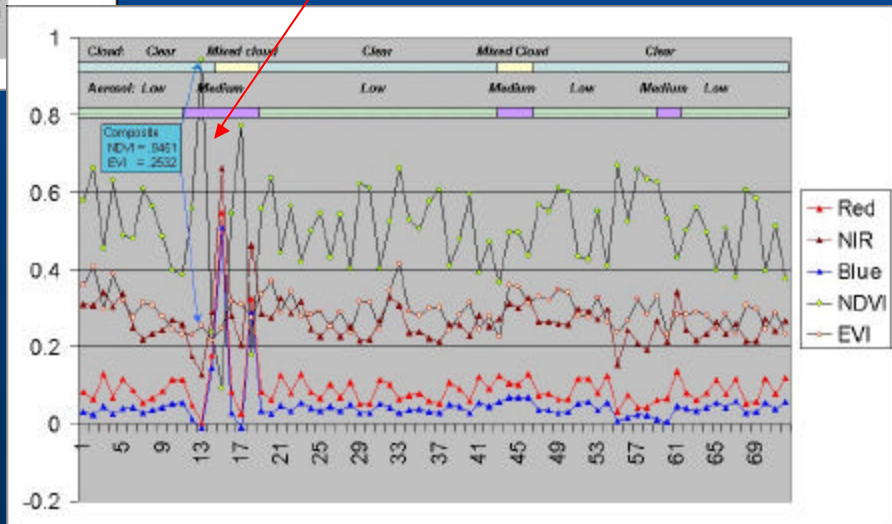 1
Cloud: Clear Mixed cloud Clear Mixed Cloud Clear
Aerosol: Low Medium Low Medium Low Medium Low
0.8
Composite
NDVI = .9461
EVI = .2532
0.6
0.4
0.2
0
-0.2
1 5 9 13 17 21 25 29 33 37 41 45 49 53 57 61 65 69
Red
NIR
Blue
NDVI
EVI